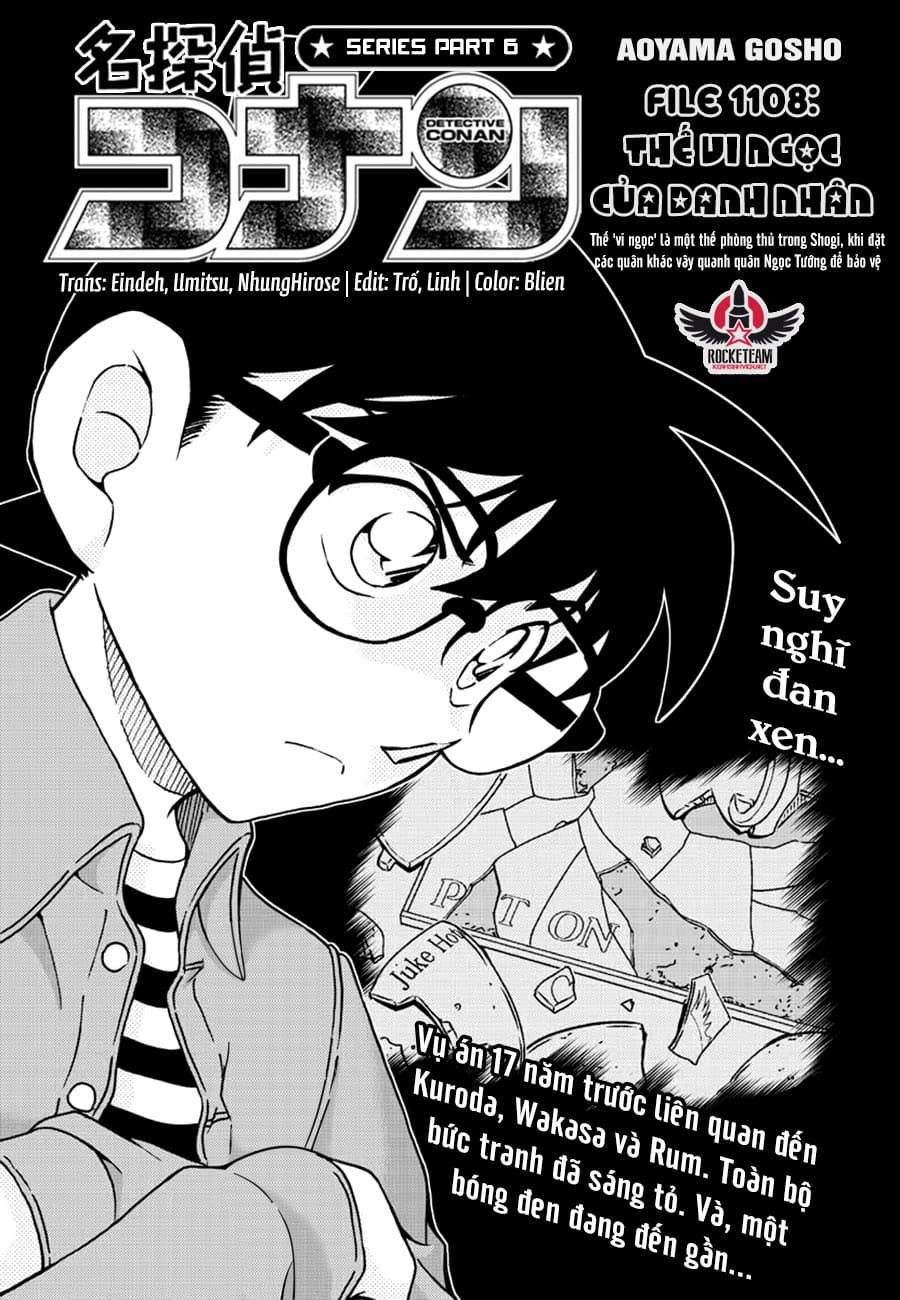 名探偵
★ SERIES PART 6 ★
コナン
DETECTIVE
CONAN
Trans: Eindeh, Umitsu, NhungHirose | Edit: Trố, Linh | Color: Blien
AOYAMA GOSHO
FILE 1108:
THẾ VI NGỌC
CỦA DANH NHÂN
Thế 'vi ngọc' là một thế phòng thủ trong Shogi, khi đặt
các quân khác vây quanh quân Ngọc Tướng để bảo vệ
ROCKETEAM
KENHSINHVIEN.NET
Suy
nghĩ
đan
xen...
P T ON
Juke Ho
Vụ án 17 năm trước liên quan đến
Kuroda, Wakasa và Rum. Toàn bộ
bức tranh đã sáng tỏ. Và, một
bóng đen đang đến gần...